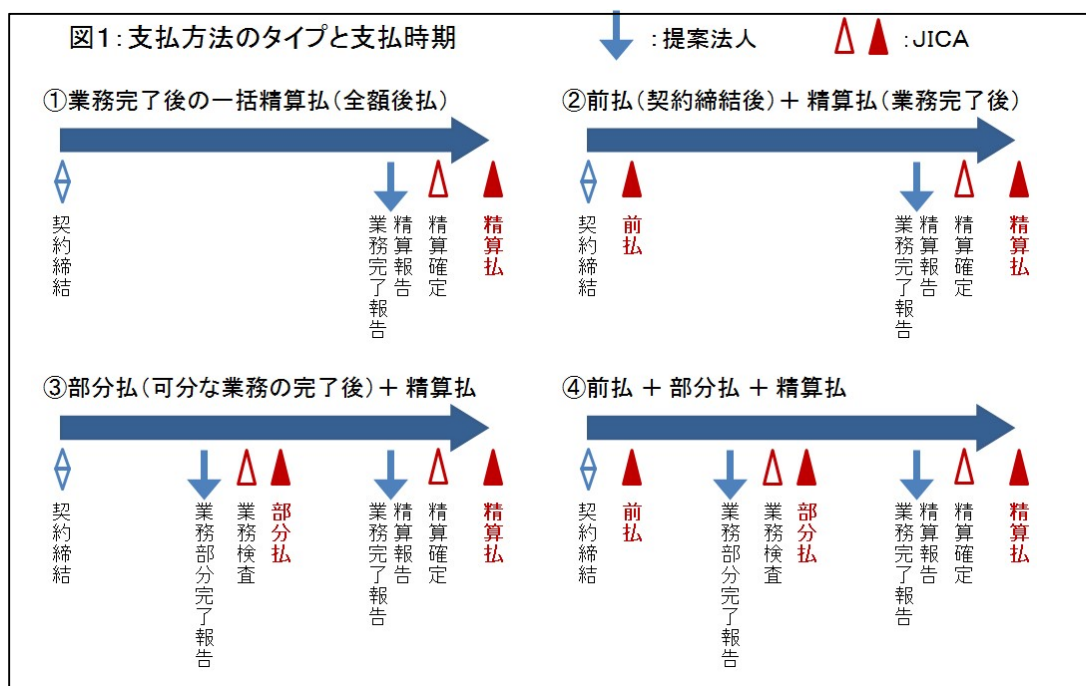 図1：支払方法のタイプと支払時期
：提案法人
：JICA
①業務完了後の一括精算払（全額後払）
契約締結
業務完了報告
精算報告
精算確定
精算払
②前払（契約締結後）＋ 精算払（業務完了後）
契約締結
前払
業務完了報告
精算報告
精算確定
精算払
③部分払（可分な業務の完了後）＋ 精算払
契約締結
業務部分完了報告
業務検査
部分払
業務完了報告
精算報告
精算確定
精算払
④前払 ＋ 部分払 ＋ 精算払
契約締結
前払
業務部分完了報告
業務検査
部分払
業務完了報告
精算報告
精算確定
精算払